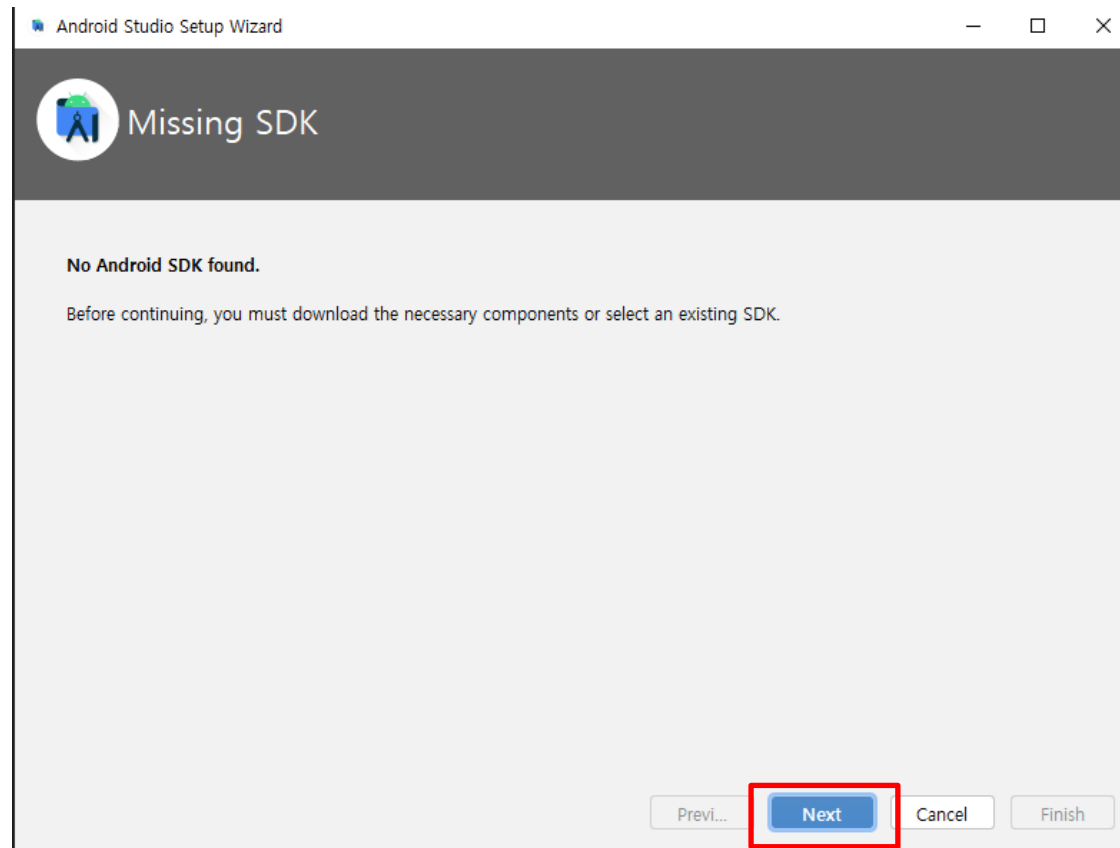 Android Studio Setup Wizard
Missing SDK
No Android SDK found.
Before continuing, you must download the necessary components or select an existing SDK.
Previ... Next Cancel Finish